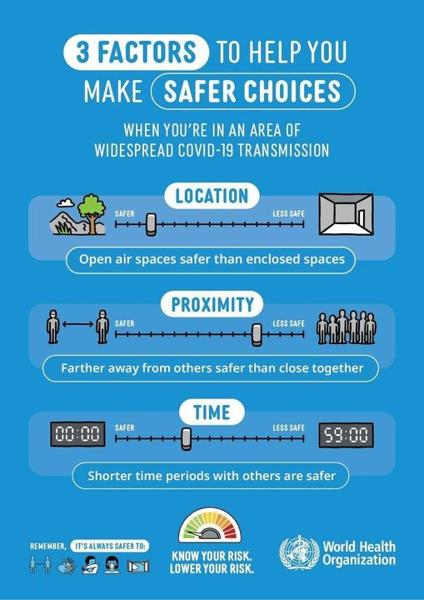 3 FACTORS TO HELP YOU
MAKE SAFER CHOICES
WHEN YOU'RE IN AN AREA OF
WIDESPREAD COVID-19 TRANSMISSION
LOCATION
SAFER LESS SAFE
Open air spaces safer than enclosed spaces
PROXIMITY
SAFER LESS SAFE
Farther away from others safer than close together
TIME
00:00 SAFER LESS SAFE 59:00
Shorter time periods with others are safer
REMEMBER, IT'S ALWAYS SAFER TO:
KNOW YOUR RISK.
LOWER YOUR RISK.
World Health
Organization